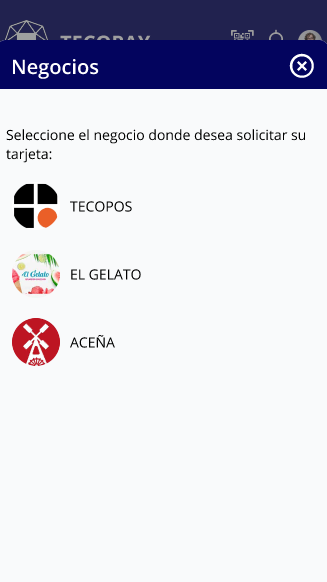 TECOPAY
Negocios
Seleccione el negocio donde desea solicitar su
tarjeta:
TECOPOS
El Gelato
EL GELATO
ACEÑA